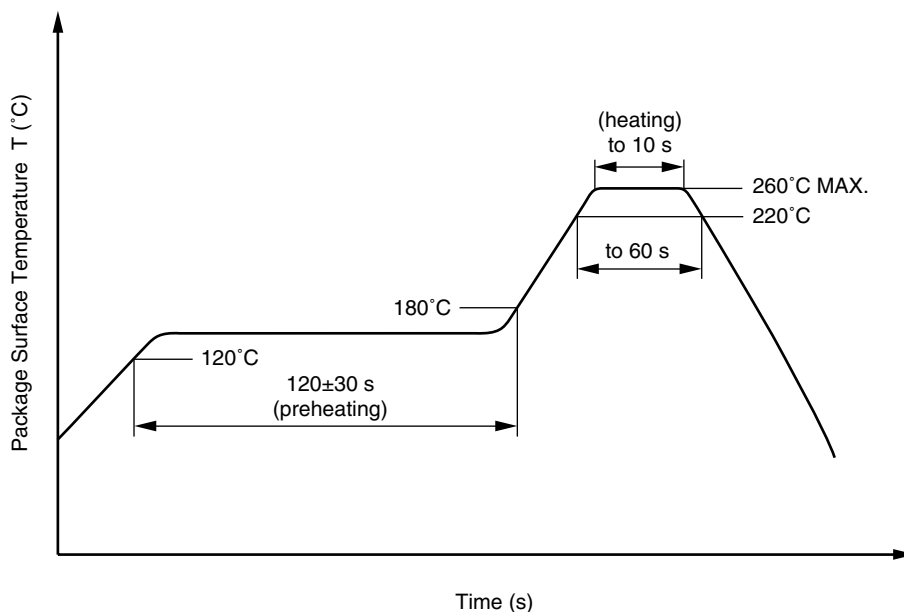 Package Surface Temperature T (˚C)
(heating)
to 10 s
260˚C MAX.
220˚C
to 60 s
180˚C
120˚C
120±30 s
(preheating)
Time (s)